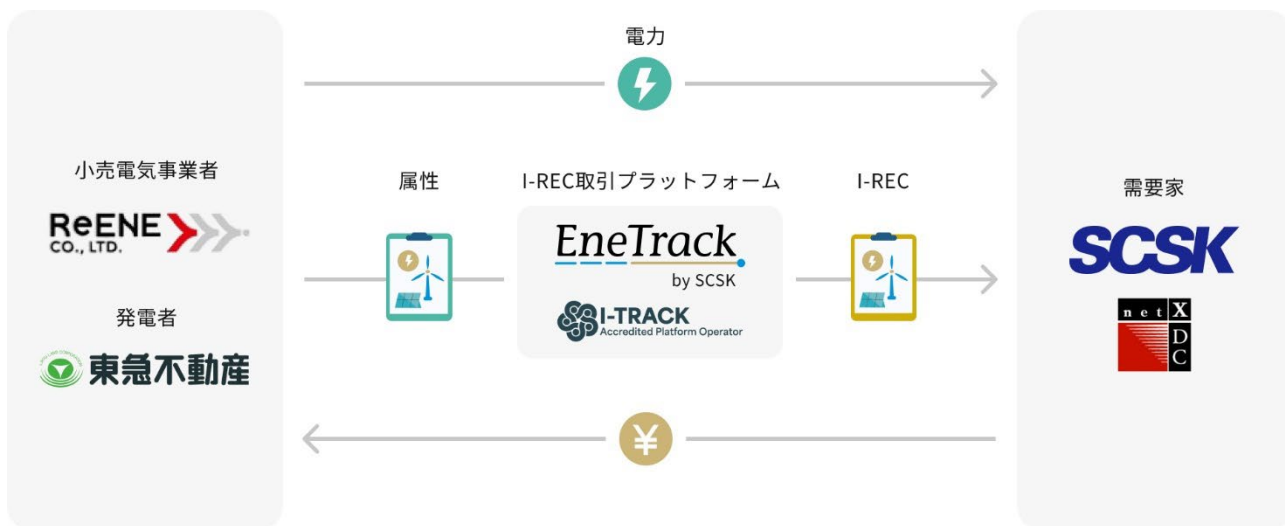 電力
小売電気事業者
ReENE
CO., LTD.
発電者
東急不動産
属性
I-REC取引プラットフォーム
EneTrack
by SCSK
I-TRACK
Accredited Platform Operator
I-REC
需要家
SCSK
net X
D
C
¥